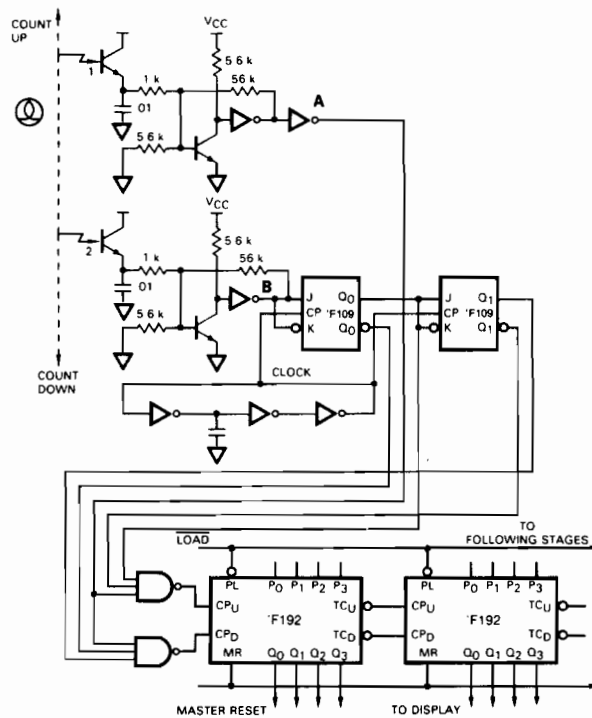 COUNT
UP
VCC
5 6 k
1
1 k
56 k
A
01
5 6 k
VCC
5 6 k
2
1 k
56 k
B
01
5 6 k
J Q0
CP 'F109
K Q0
J Q1
CP 'F109
K Q1
CLOCK
COUNT
DOWN
LOAD
TO
FOLLOWING STAGES
PL P0 P1 P2 P3
CPU TCU
'F192
CPD TCD
MR Q0 Q1 Q2 Q3
PL P0 P1 P2 P3
CPU TCU
'F192
CPD TCD
MR Q0 Q1 Q2 Q3
MASTER RESET
TO DISPLAY